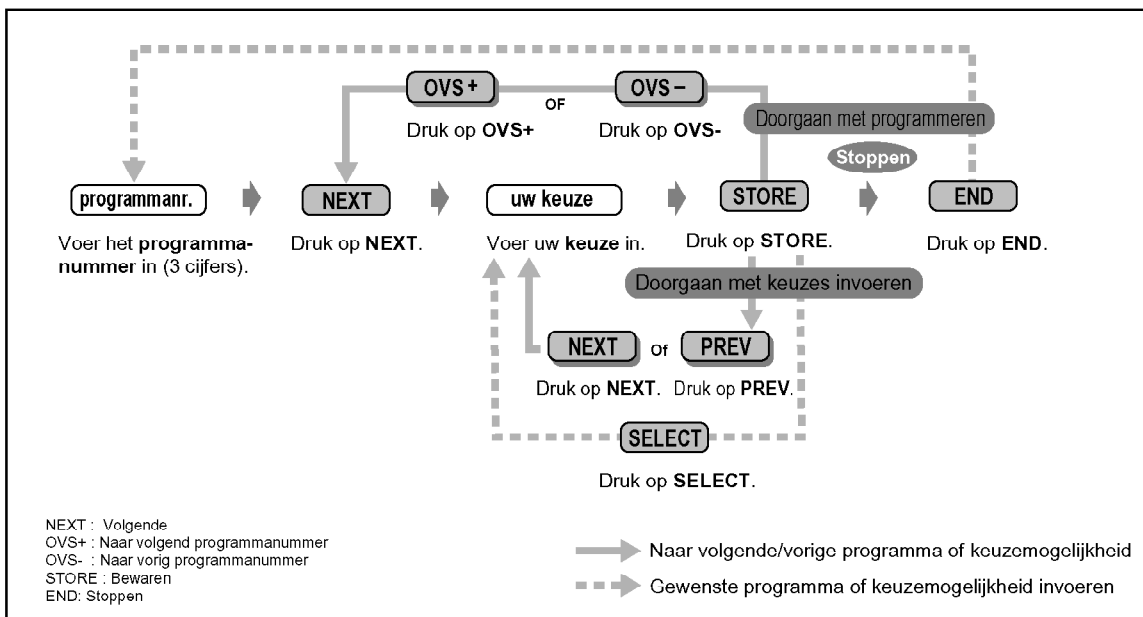 OVS+
OF
OVS–
Druk op OVS+
Druk op OVS-
Doorgaan met programmeren
Stoppen
programmanr.
NEXT
uw keuze
STORE
END
Voer het programma-
nummer in (3 cijfers).
Druk op NEXT.
Voer uw keuze in.
Druk op STORE.
Druk op END.
Doorgaan met keuzes invoeren
NEXT
Of
PREV
Druk op NEXT.
Druk op PREV.
SELECT
Druk op SELECT.
NEXT : Volgende
OVS+ : Naar volgend programmanummer
OVS- : Naar vorig programmanummer
STORE : Bewaren
END: Stoppen
Naar volgende/vorige programma of keuzemogelijkheid
Gewenste programma of keuzemogelijkheid invoeren